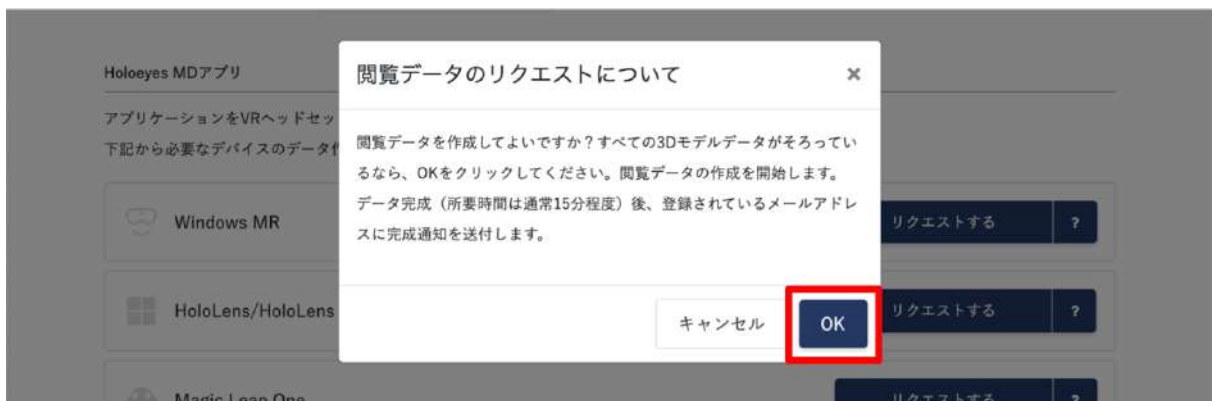 Holoeyes MDアプリ
閲覧データのリクエストについて
×
アプリケーションをVRヘッドセッ
下記から必要なデバイスのデータ
閲覧データを作成してよいですか？すべての3Dモデルデータがそろってい
るなら、OKをクリックしてください。閲覧データの作成を開始します。
データ完成（所要時間は通常15分程度）後、登録されているメールアドレ
スに完成通知を送付します。
Windows MR
リクエストする
?
HoloLens/HoloLens
リクエストする
?
キャンセル
OK
Magic Leap One
リクエストする
?